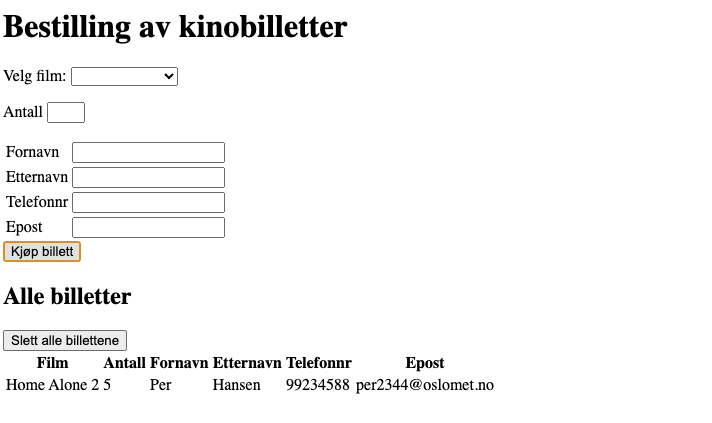 Bestilling av kinobilletter
Velg film:
Antall
Fornavn
Etternavn
Telefonnr
Epost
Kjøp billett
Alle billetter
Slett alle billettene
Film Antall Fornavn Etternavn Telefonnr Epost
Home Alone 2 5 Per Hansen 99234588 per2344@oslomet.no